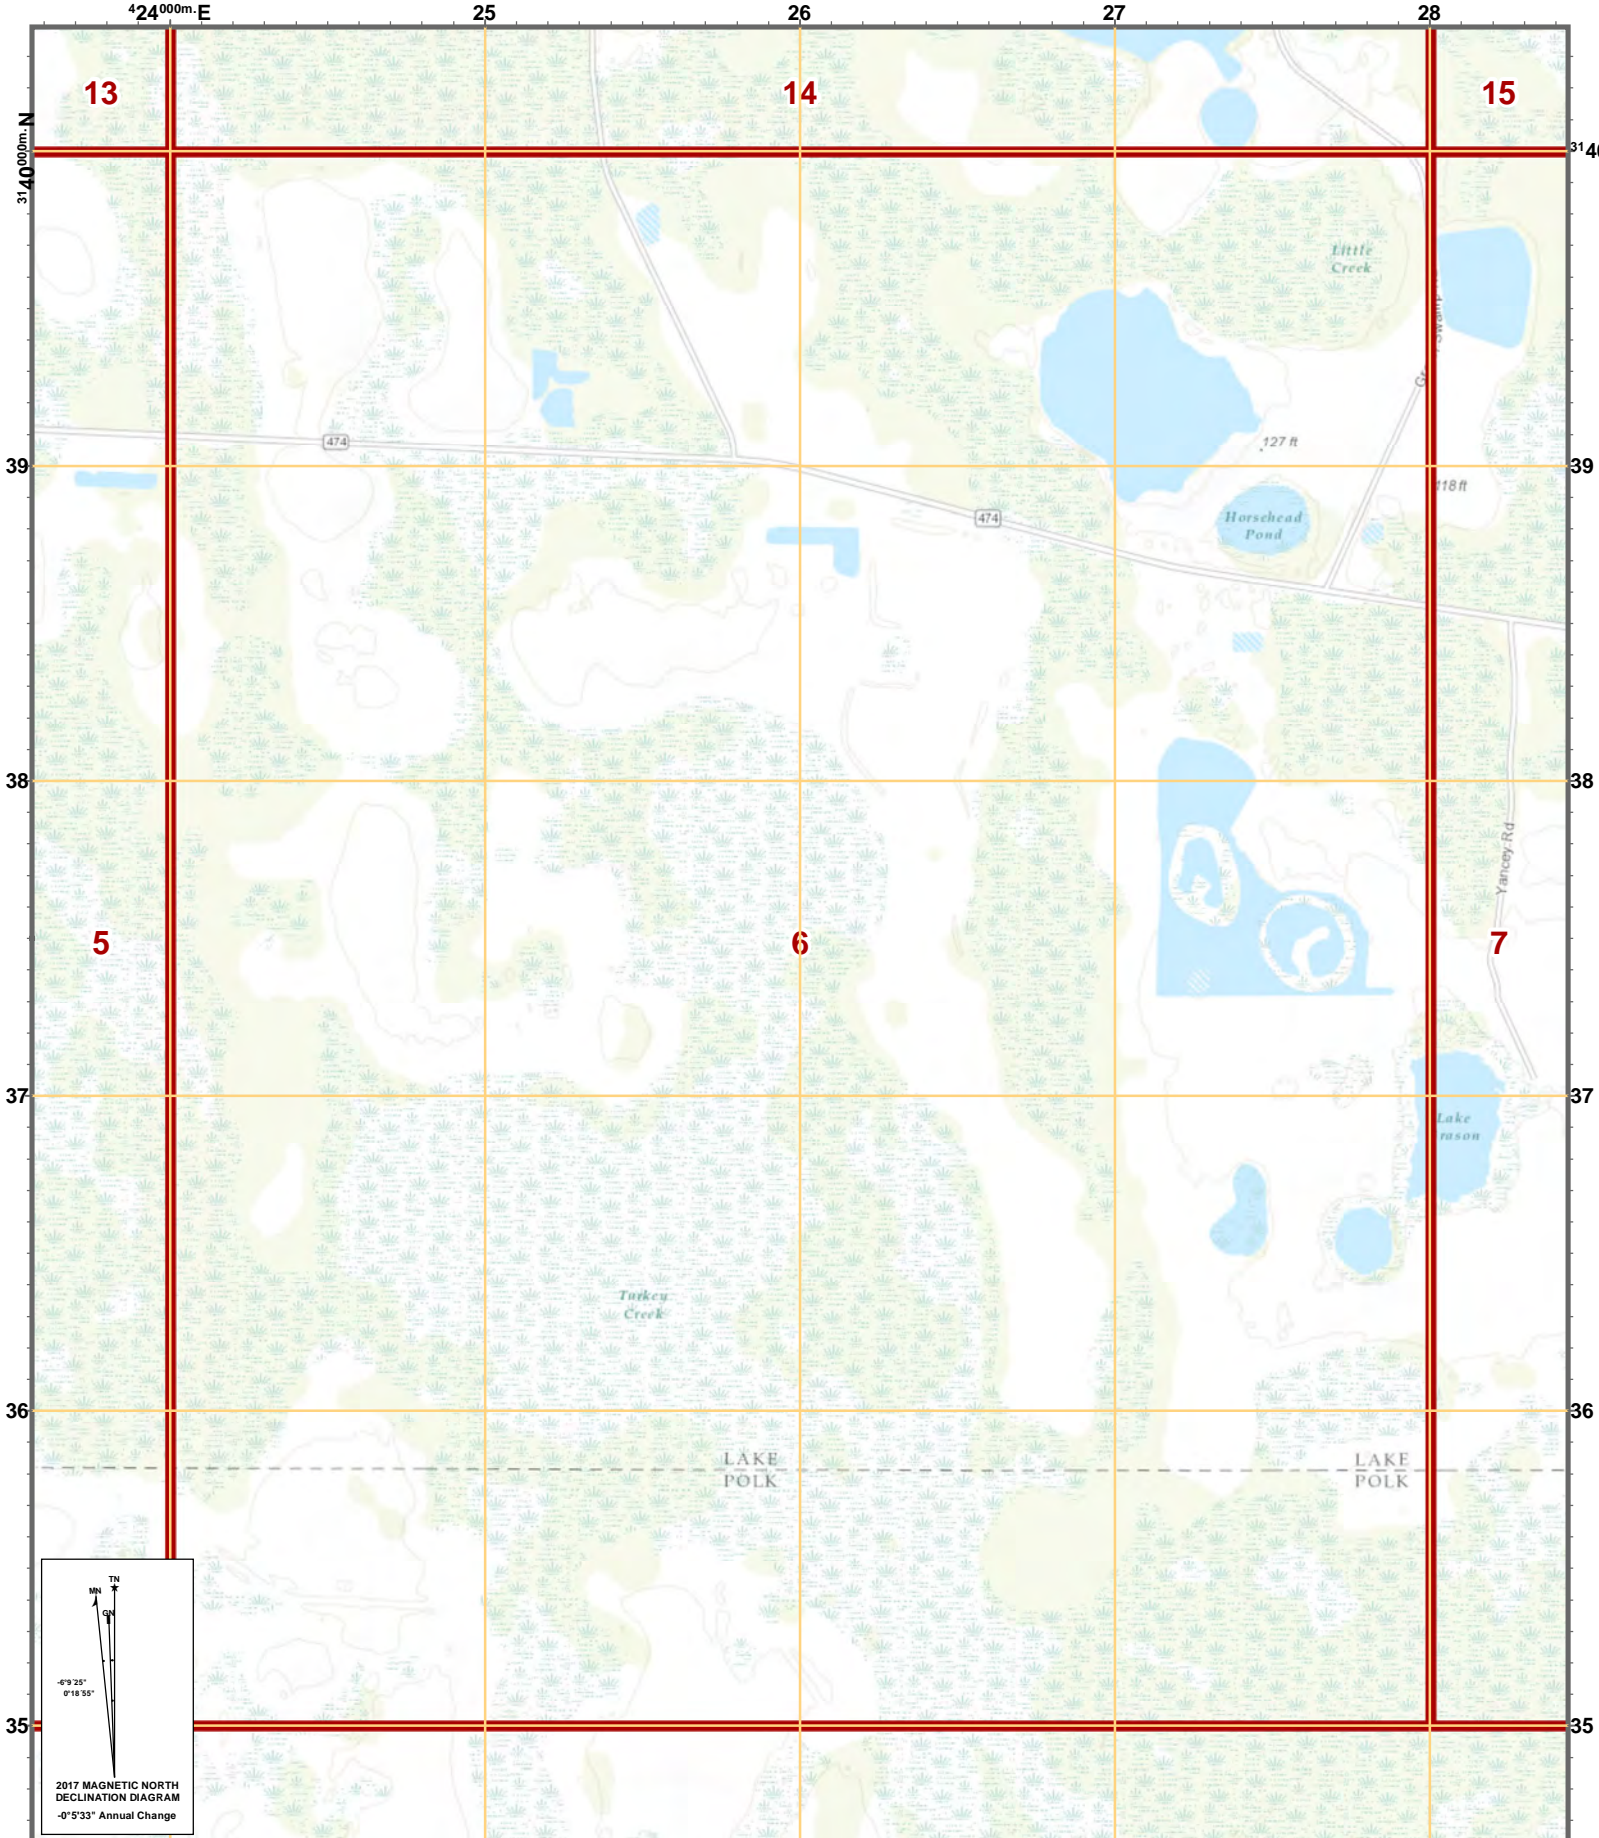 424000m.E 25 26 27 28
13 14 15
3140000m.N
Little
Creek
474
127 ft
39 39
118 ft
474
Horsehead
Pond
38 38
Yancey Rd
5 6 7
37 37
Lake
Turkey
Creek
36 36
LAKE LAKE
POLK POLK
TN
MN
GN
-6°9'25"
0°18'55"
35 35
2017 MAGNETIC NORTH
DECLINATION DIAGRAM
-0°5'33" Annual Change